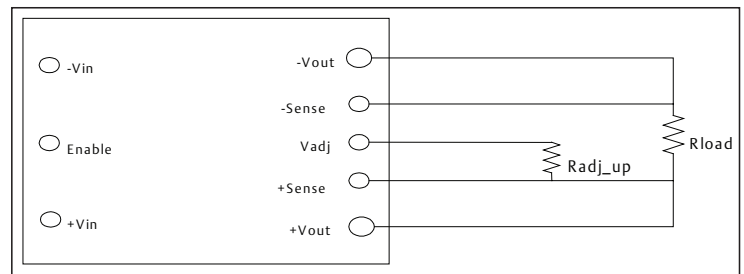 -Vin
Enable
+Vin
-Vout
-Sense
Vadj
+Sense
+Vout
Radj_up
Rload